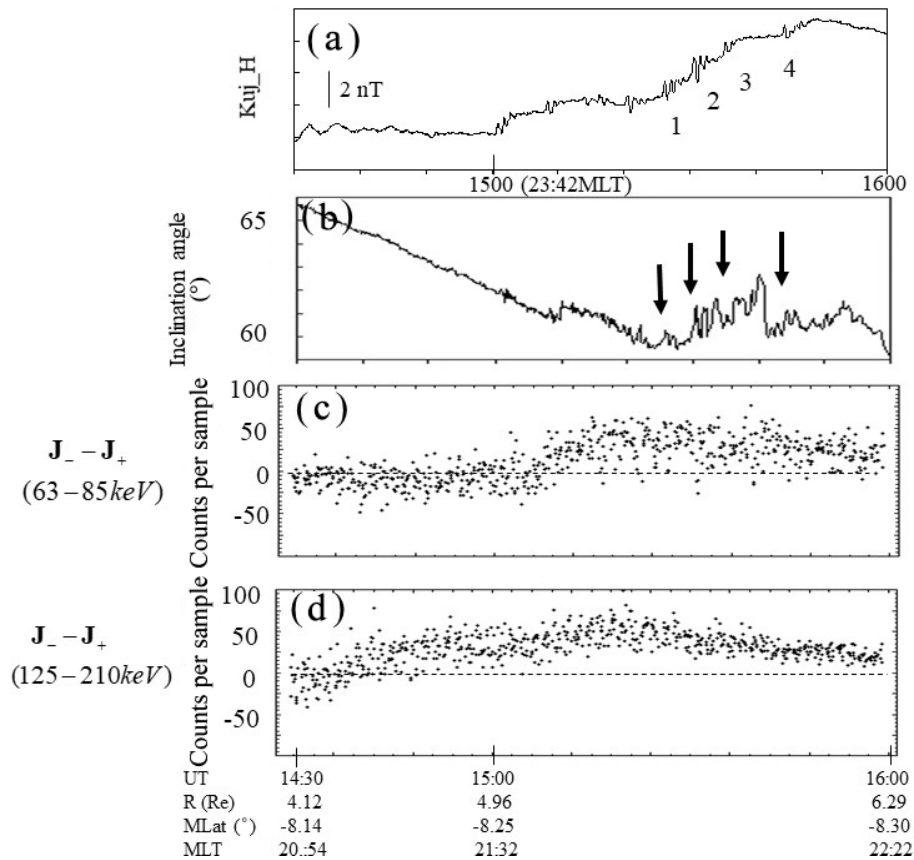 (a)
Kuj_H
2 nT
1
2
3
4
1500 (23:42MLT) 1600
(b)
Inclination angle
(°)
65
60
(c)
J₋ – J₊
(63–85keV)
Counts per sample
100
50
0
-50
(d)
J₋ – J₊
(125–210keV)
Counts per sample
100
50
0
-50
UT 14:30 15:00 16:00
R (Re) 4.12 4.96 6.29
MLat (°) -8.14 -8.25 -8.30
MLT 20.:54 21:32 22:22